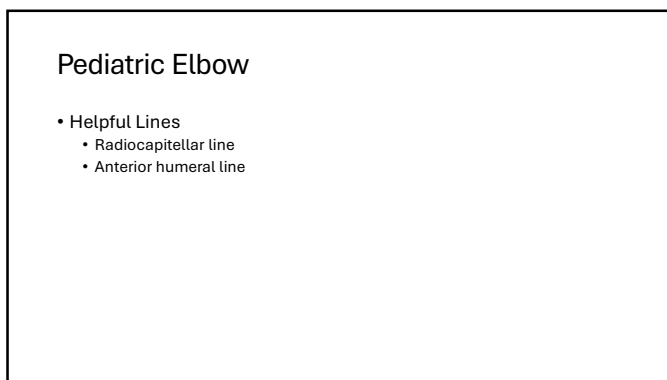 Pediatric Elbow
• Helpful Lines
• Radiocapitellar line
• Anterior humeral line